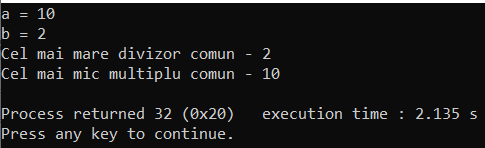 a = 10
b = 2
Cel mai mare divizor comun - 2
Cel mai mic multiplu comun - 10
Process returned 32 (0x20)   execution time : 2.135 s
Press any key to continue.